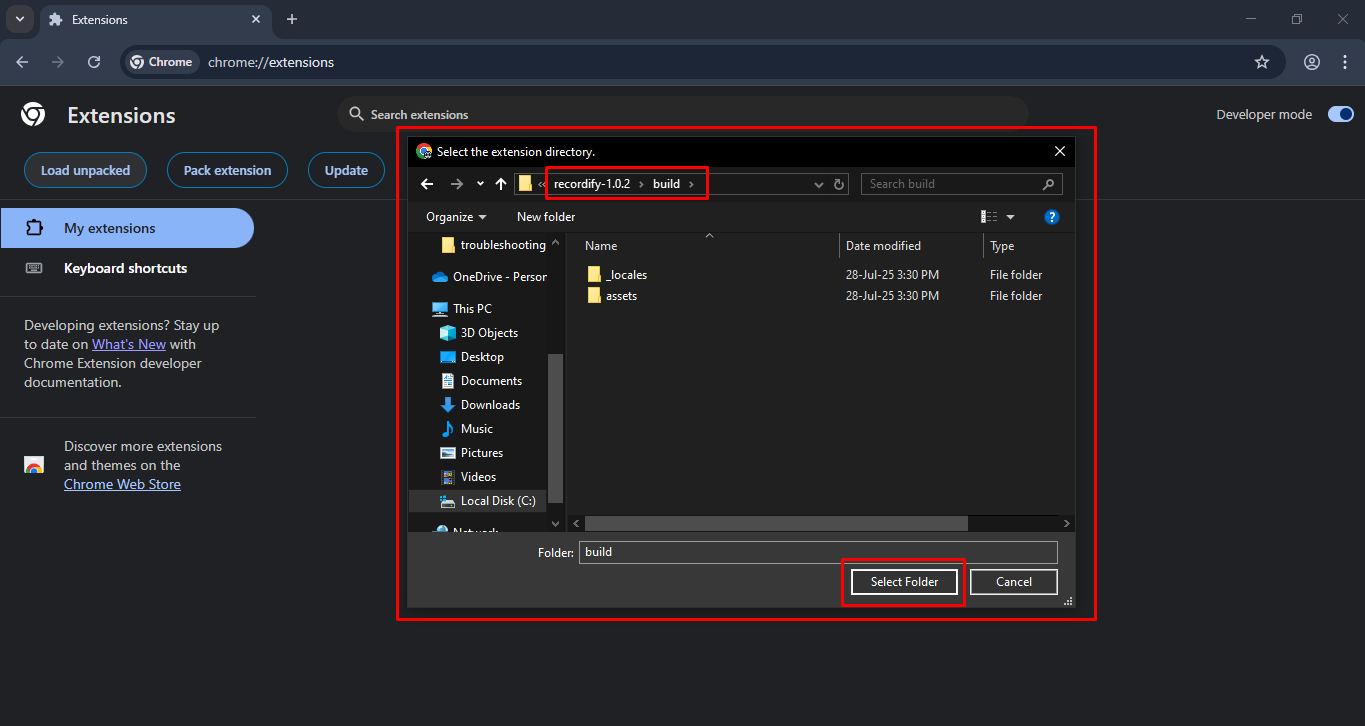 Extensions
Chrome
chrome://extensions
Extensions
Search extensions
Developer mode
Load unpacked
Pack extension
Update
My extensions
Keyboard shortcuts
Developing extensions? Stay up
to date on What's New with
Chrome Extension developer
documentation.
Discover more extensions
and themes on the
Chrome Web Store
Select the extension directory.
« recordify-1.0.2 › build ›
Search build
Organize
New folder
?
troubleshooting
OneDrive - Person
This PC
3D Objects
Desktop
Documents
Downloads
Music
Pictures
Videos
Local Disk (C:)
Network
Name
Date modified
Type
_locales
28-Jul-25 3:30 PM
File folder
assets
28-Jul-25 3:30 PM
File folder
Folder:
build
Select Folder
Cancel